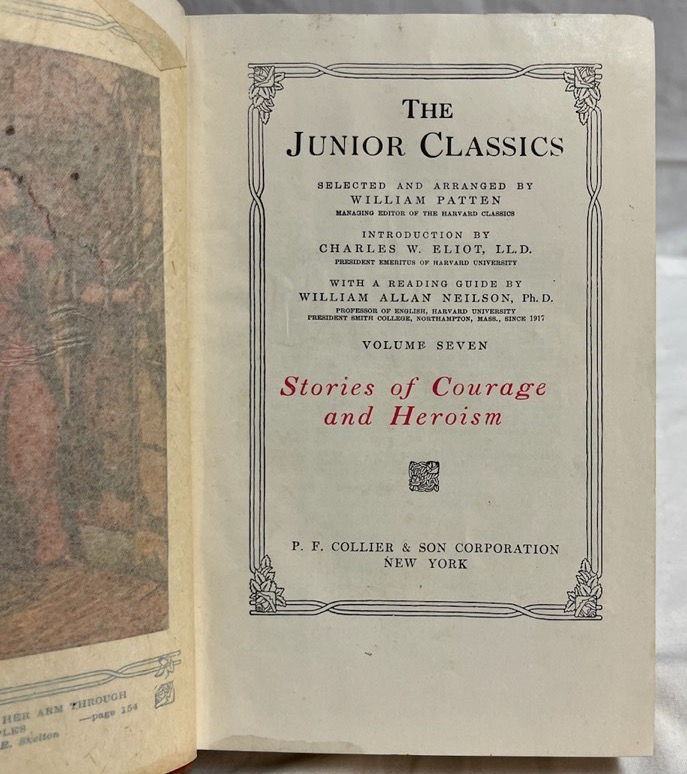 HER ARM THROUGH
—page 154
E. Skelton
THE
JUNIOR CLASSICS
SELECTED AND ARRANGED BY
WILLIAM PATTEN
MANAGING EDITOR OF THE HARVARD CLASSICS
INTRODUCTION BY
CHARLES W. ELIOT, LL.D.
PRESIDENT EMERITUS OF HARVARD UNIVERSITY
WITH A READING GUIDE BY
WILLIAM ALLAN NEILSON, Ph.D.
PROFESSOR OF ENGLISH, HARVARD UNIVERSITY
PRESIDENT SMITH COLLEGE, NORTHAMPTON, MASS., SINCE 1917
VOLUME SEVEN
Stories of Courage
and Heroism
P. F. COLLIER & SON CORPORATION
NEW YORK